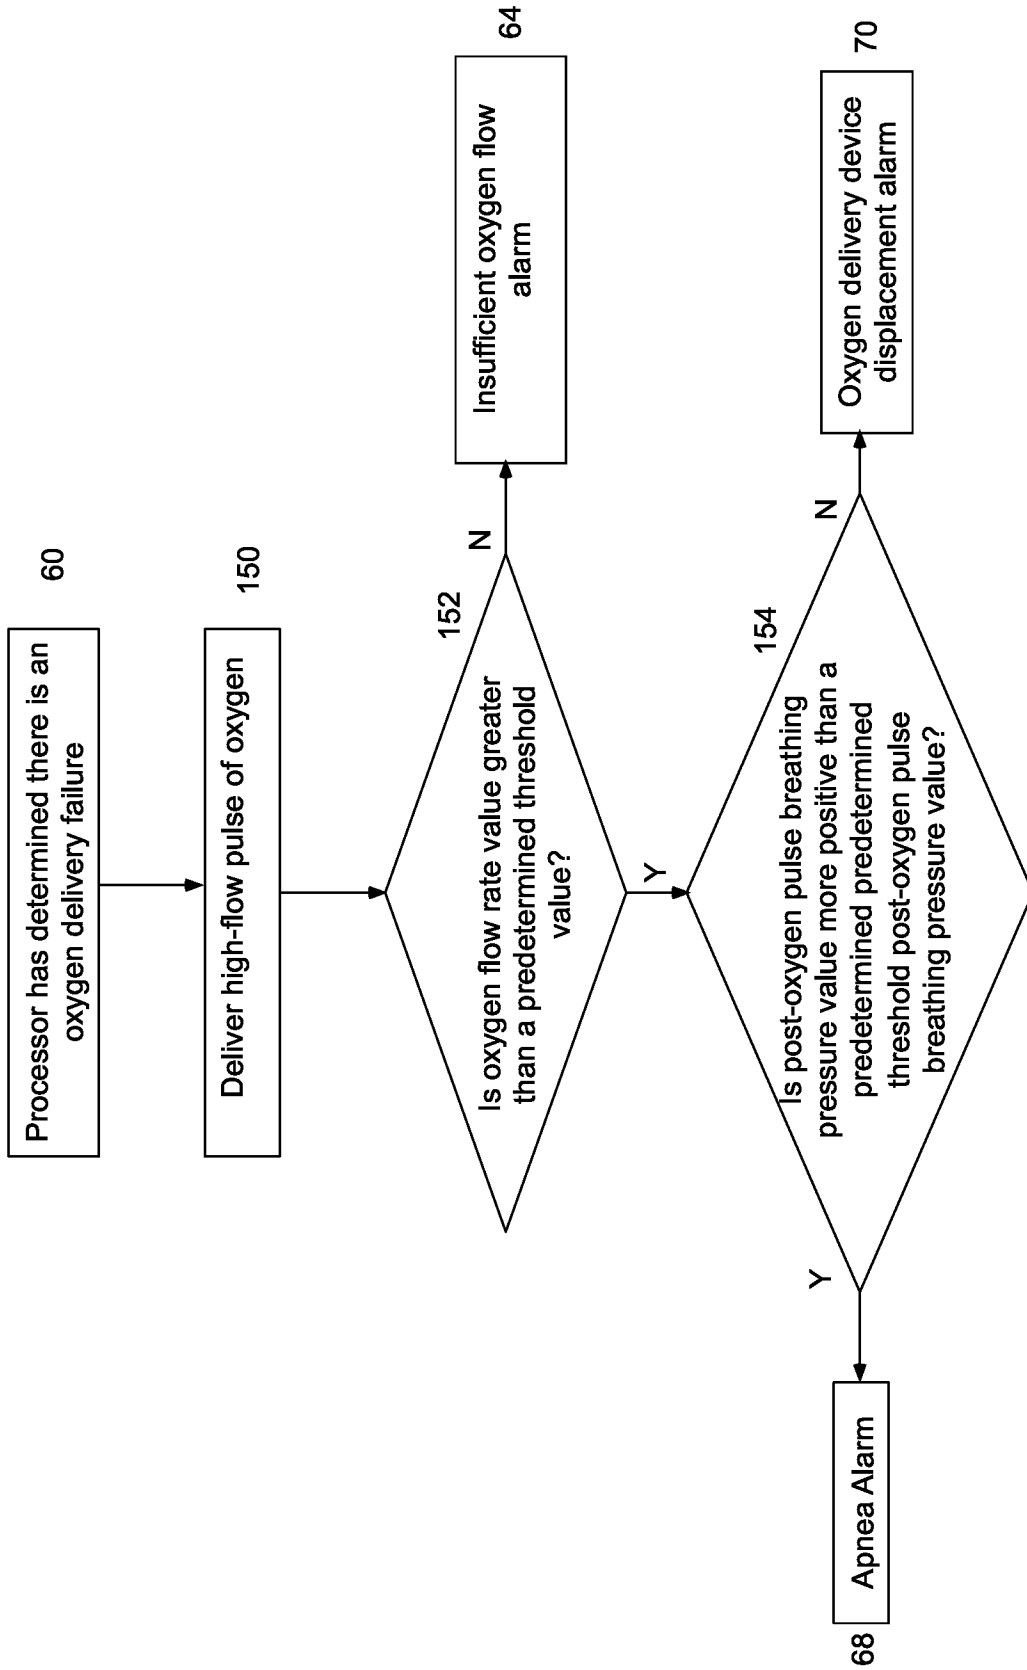 60
Processor has determined there is an
oxygen delivery failure
150
Deliver high-flow pulse of oxygen
152
Is oxygen flow rate value greater
than a predetermined threshold
value?
N
64
Insufficient oxygen flow
alarm
Y
154
Is post-oxygen pulse breathing
pressure value more positive than a
predetermined predetermined
threshold post-oxygen pulse
breathing pressure value?
Y
68
Apnea Alarm
N
70
Oxygen delivery device
displacement alarm